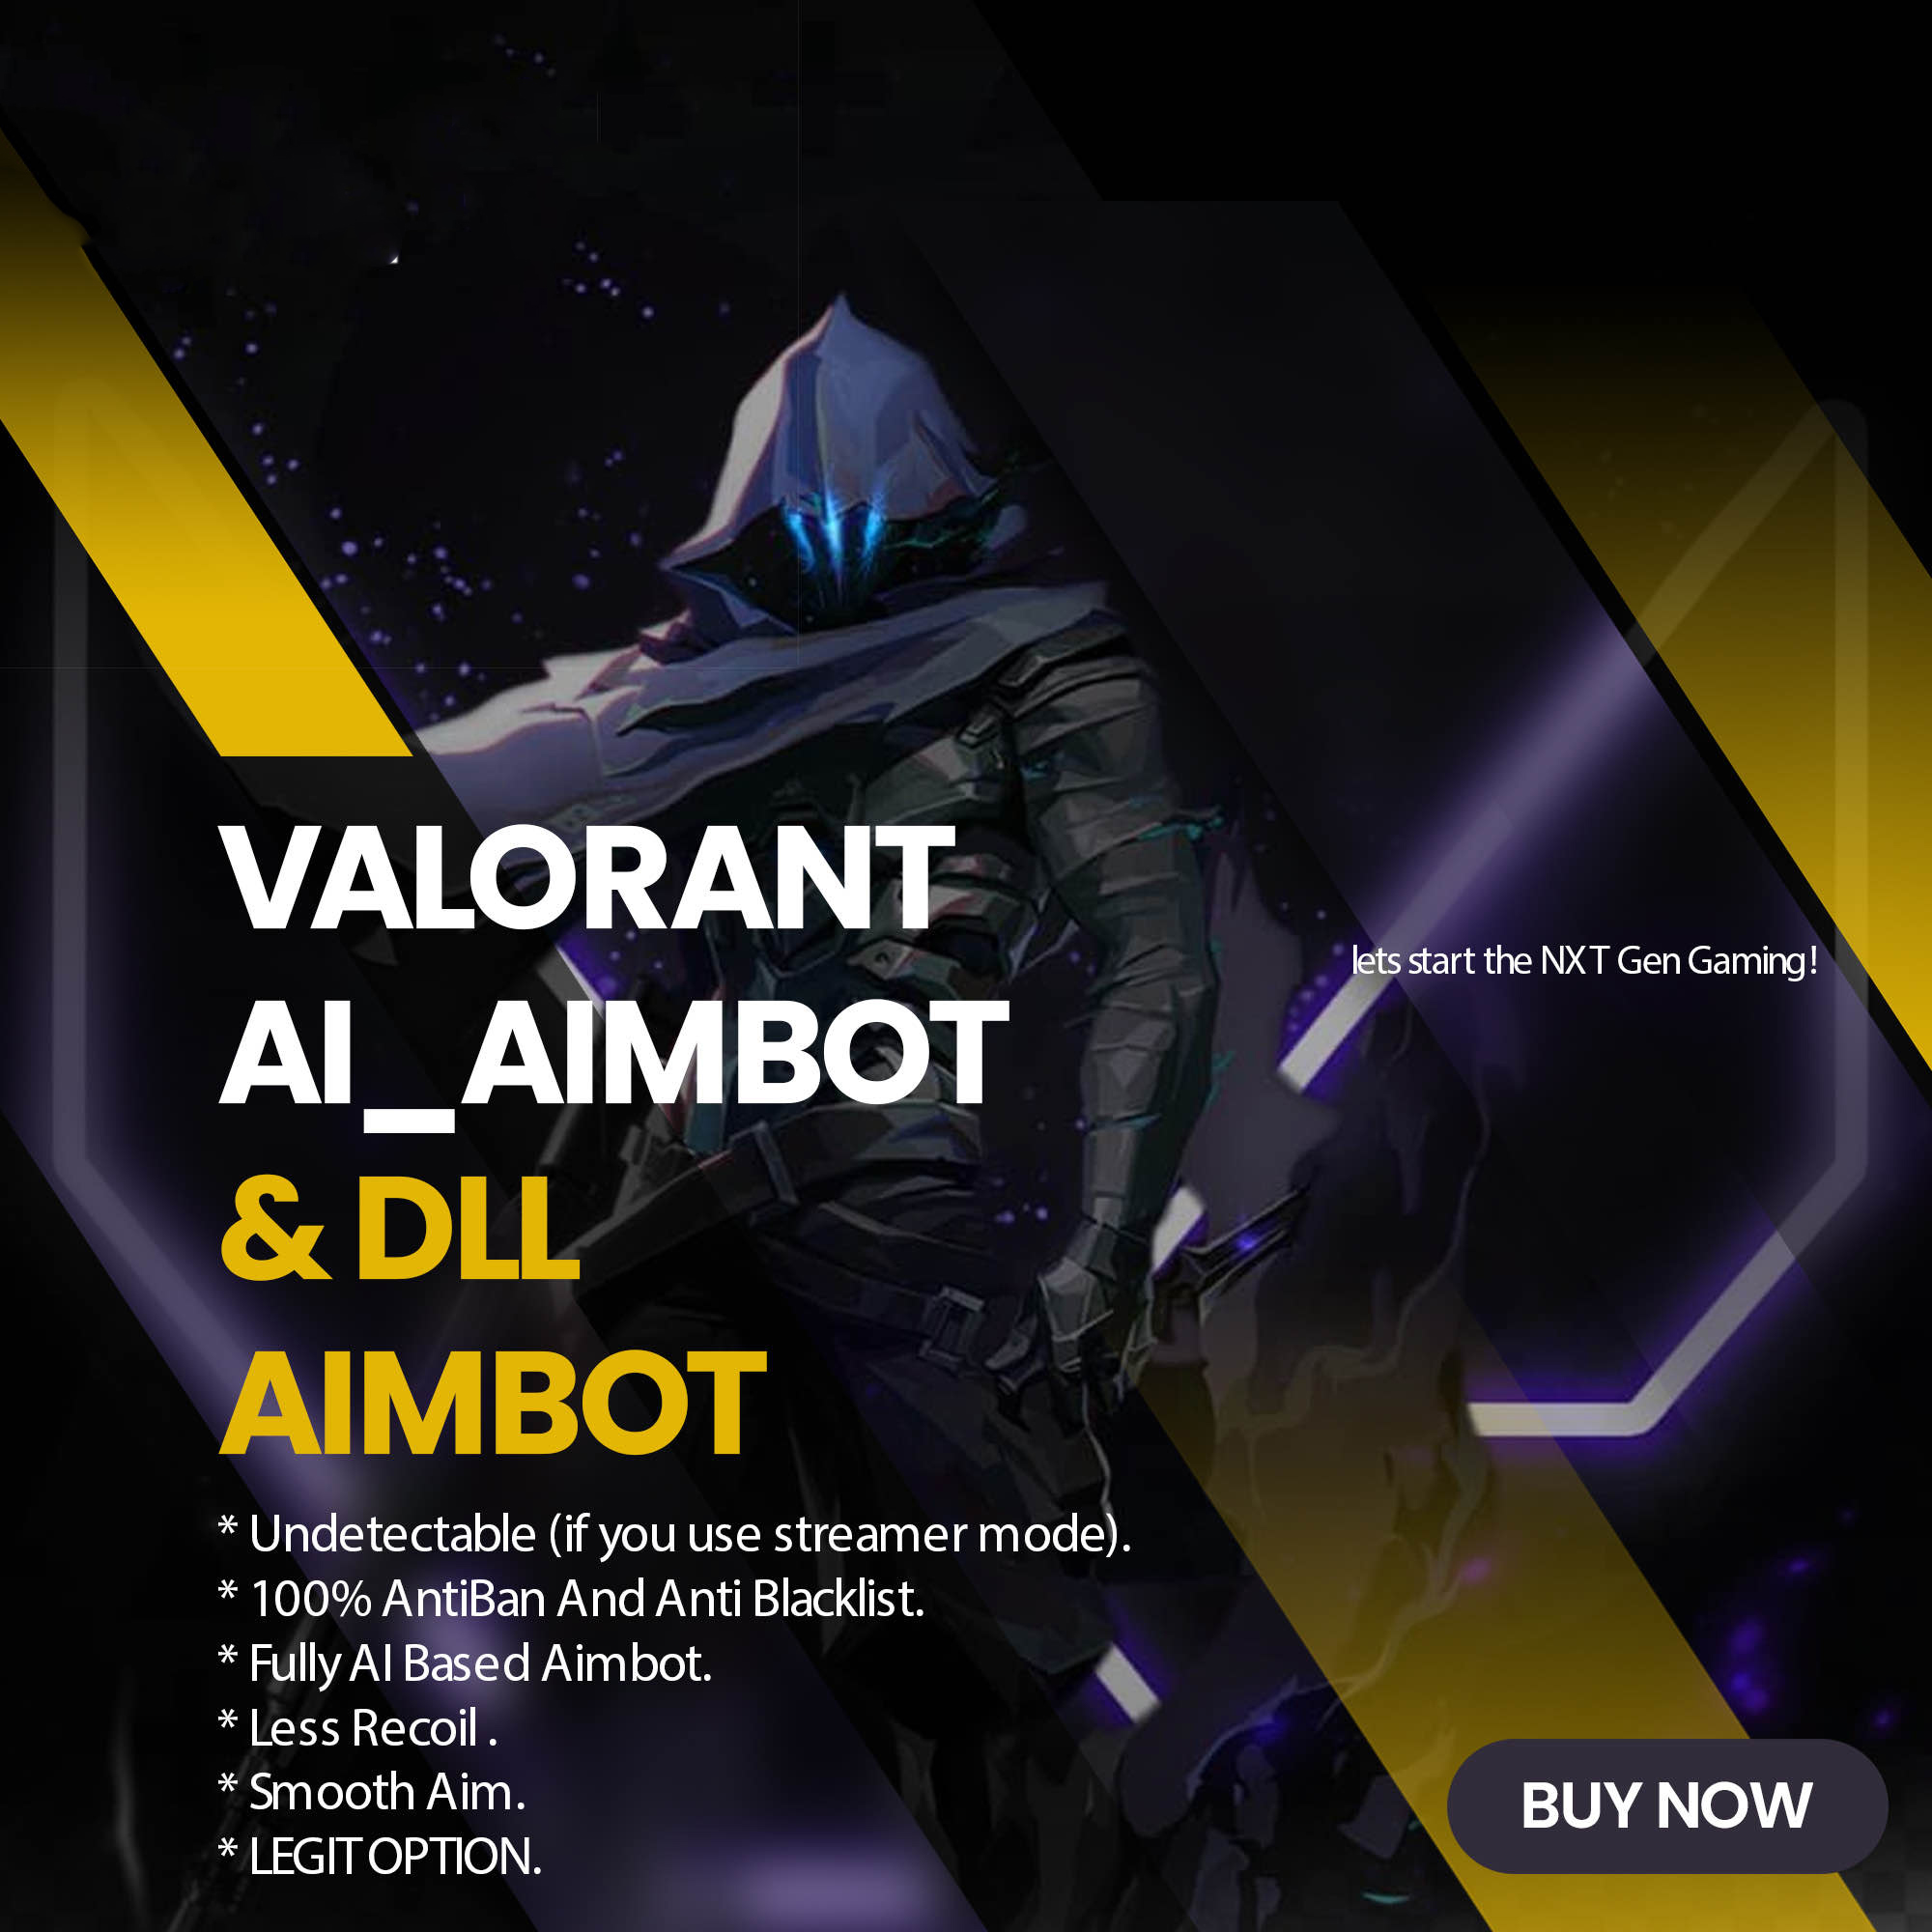 VALORANT
AI_AIMBOT
& DLL
AIMBOT
lets start the NXT Gen Gaming!
* Undetectable (if you use streamer mode).
* 100% AntiBan And Anti Blacklist.
* Fully AI Based Aimbot.
* Less Recoil .
* Smooth Aim.
* LEGIT OPTION.
BUY NOW